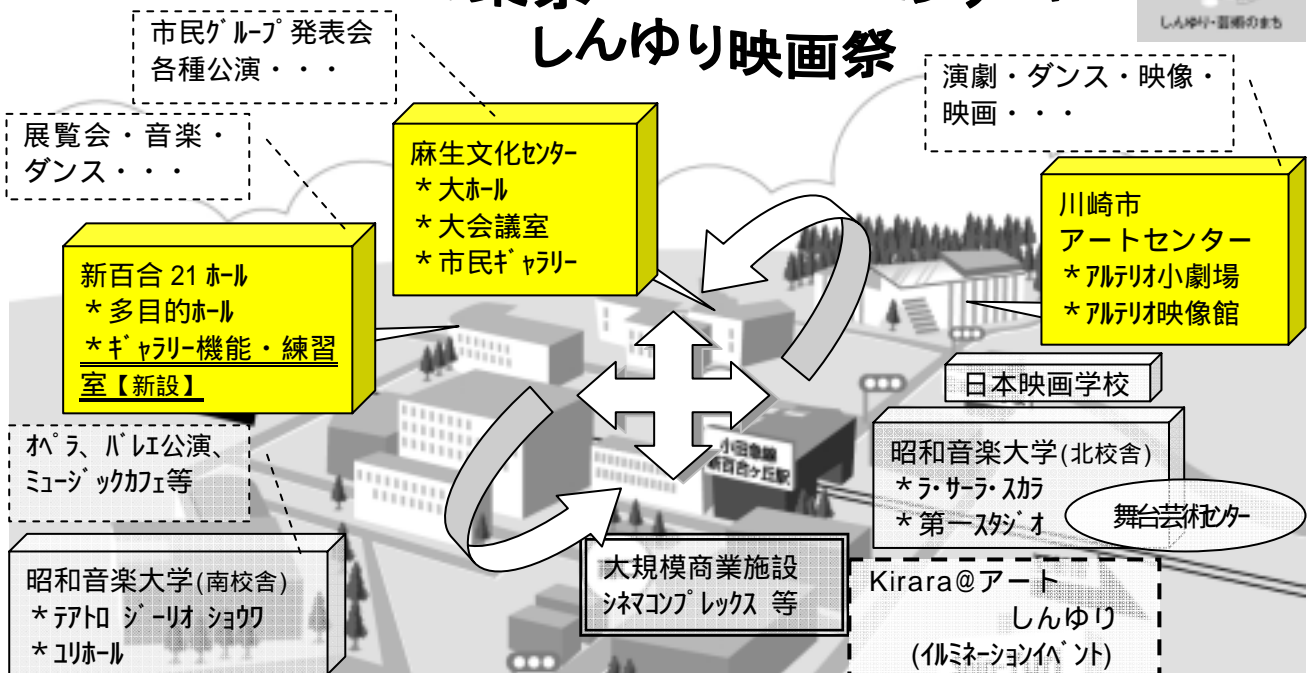 しんゆり映画祭
しんゆり・芸術のまち
市民ｸﾞﾙｰﾌﾟ発表会
各種公演・・・
演劇・ダンス・映像・
映画・・・
展覧会・音楽・
ダンス・・・
麻生文化ｾﾝﾀｰ
*大ﾎｰﾙ
*大会議室
*市民ｷﾞｬﾗﾘｰ
川崎市
アートセンター
*ｱﾙﾃﾘｵ小劇場
*ｱﾙﾃﾘｵ映像館
新百合21ﾎｰﾙ
*多目的ﾎｰﾙ
*ｷﾞｬﾗﾘｰ機能・練習
室【新設】
日本映画学校
ｵﾍﾟﾗ、ﾊﾞﾚｴ公演、
ﾐｭｰｼﾞｯｸｶﾌｪ等
小田急線
新百合ヶ丘駅
昭和音楽大学(北校舎)
*ﾗ･ｻｰﾗ･ｽｶﾗ
*第一ｽﾀｼﾞｵ
舞台芸術ｾﾝﾀｰ
昭和音楽大学(南校舎)
*ﾃｱﾄﾛ ｼﾞｰﾘｵ ｼｮｳﾜ
*ﾕﾘﾎｰﾙ
大規模商業施設
ｼﾈﾏｺﾝﾌﾟﾚｯｸｽ 等
Kirara@アート
しんゆり
(ｲﾙﾐﾈｰｼｮﾝｲﾍﾞﾝﾄ)